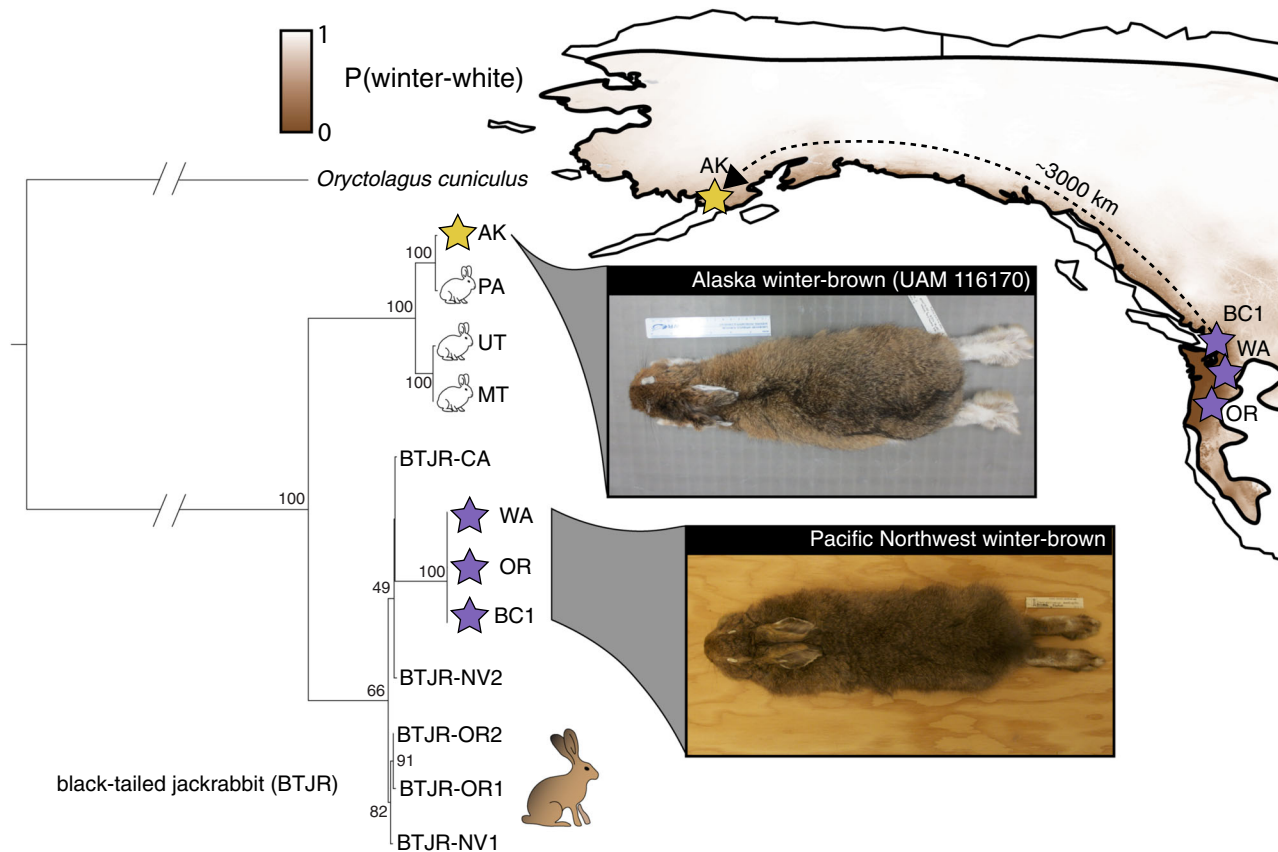 1
P(winter-white)
0
Oryctolagus cuniculus
AK
~3000 km
BC1
WA
OR
100
AK
PA
100
UT
100
MT
Alaska winter-brown (UAM 116170)
100
BTJR-CA
WA
100
OR
BC1
49
BTJR-NV2
66
Pacific Northwest winter-brown
BTJR-OR2
91
BTJR-OR1
black-tailed jackrabbit (BTJR)
82
BTJR-NV1